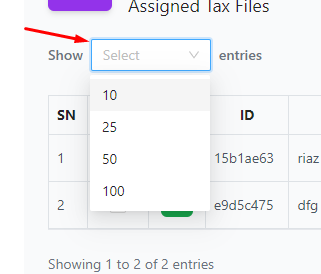 Assigned Tax Files
Show Select entries
10
25
50
100
SN ID
1 15b1ae63 riaz
2 e9d5c475 dfg
Showing 1 to 2 of 2 entries